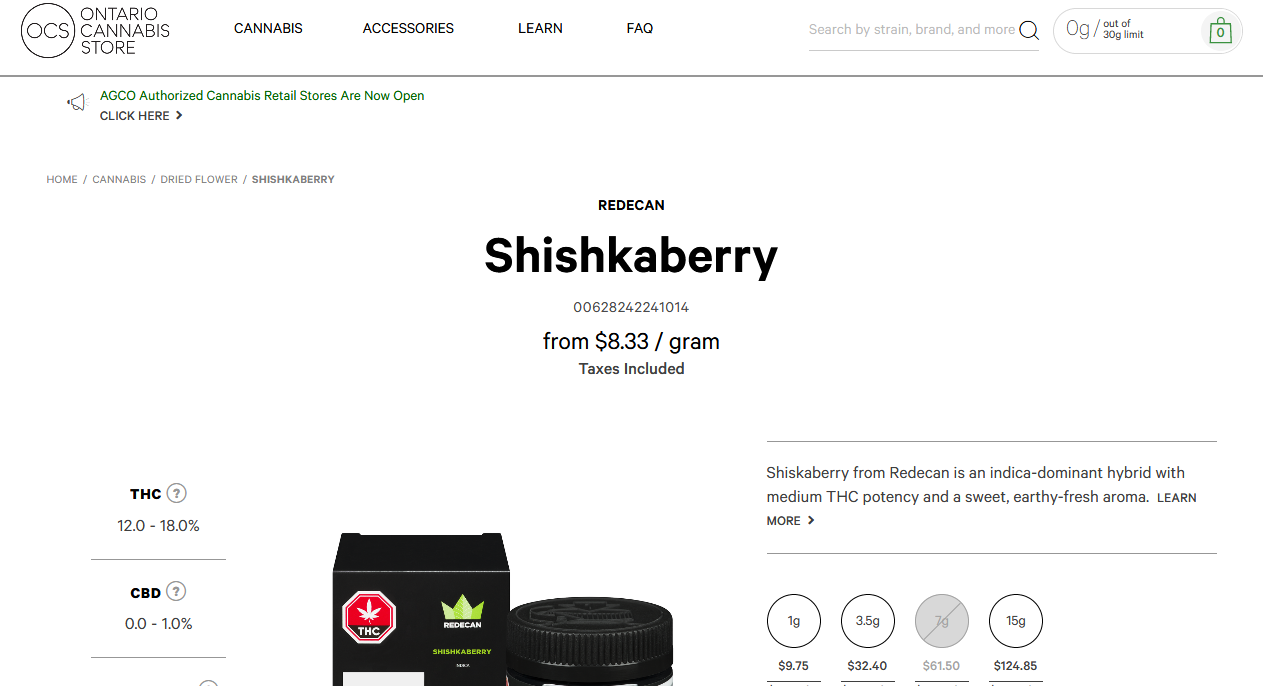 OCS
ONTARIO
CANNABIS
STORE
CANNABIS
ACCESSORIES
LEARN
FAQ
Search by strain, brand, and more
0g / out of
30g limit
0
AGCO Authorized Cannabis Retail Stores Are Now Open
CLICK HERE >
HOME / CANNABIS / DRIED FLOWER / SHISHKABERRY
REDECAN
Shishkaberry
00628242241014
from $8.33 / gram
Taxes Included
THC ?
12.0 - 18.0%
CBD ?
0.0 - 1.0%
THC
REDECAN
SHISHKABERRY
INDICA
Shiskaberry from Redecan is an indica-dominant hybrid with
medium THC potency and a sweet, earthy-fresh aroma. LEARN
MORE >
1g 3.5g 7g 15g
$9.75 $32.40 $61.50 $124.85